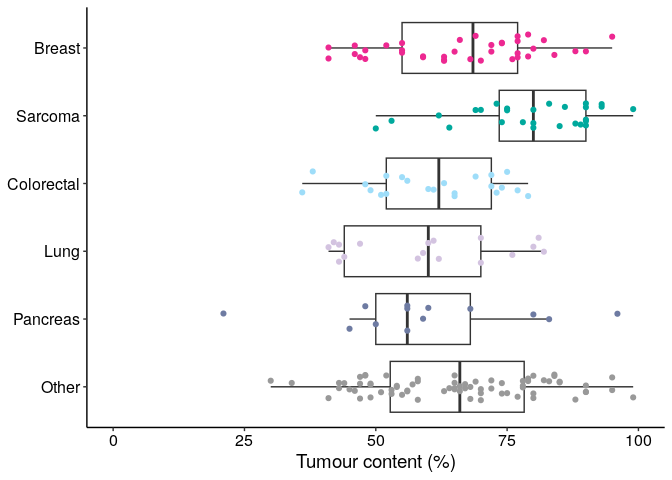 Breast
Sarcoma
Colorectal
Lung
Pancreas
Other
0 25 50 75 100
Tumour content (%)